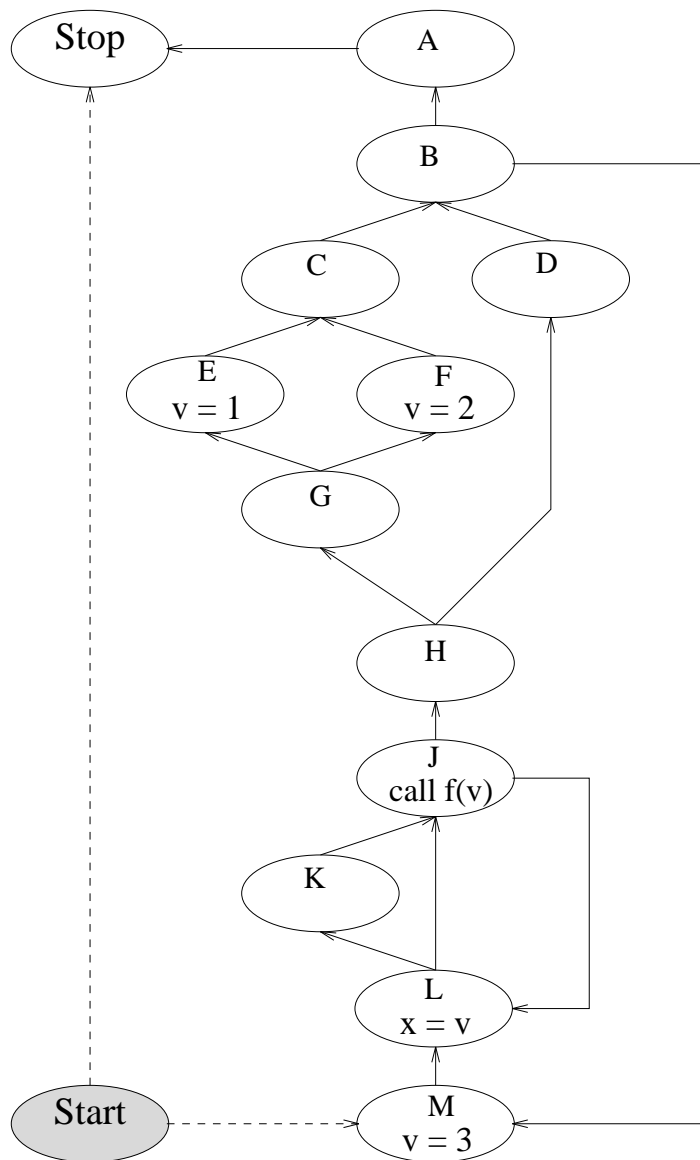 Stop
A
B
C
D
E
v = 1
F
v = 2
G
H
J
call f(v)
K
L
x = v
Start
M
v = 3